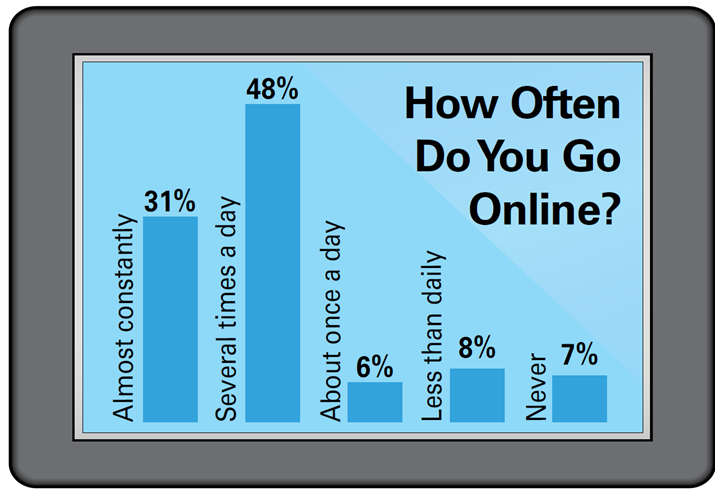 How Often
Do You Go
Online?
Almost constantly
31%
Several times a day
48%
About once a day
6%
Less than daily
8%
Never
7%